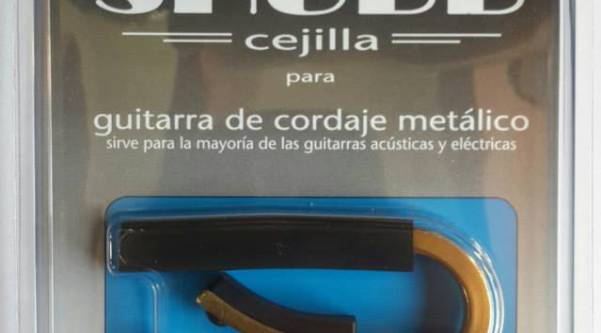 cejilla
para
guitarra de cordaje metálico
sirve para la mayoría de las guitarras acústicas y eléctricas